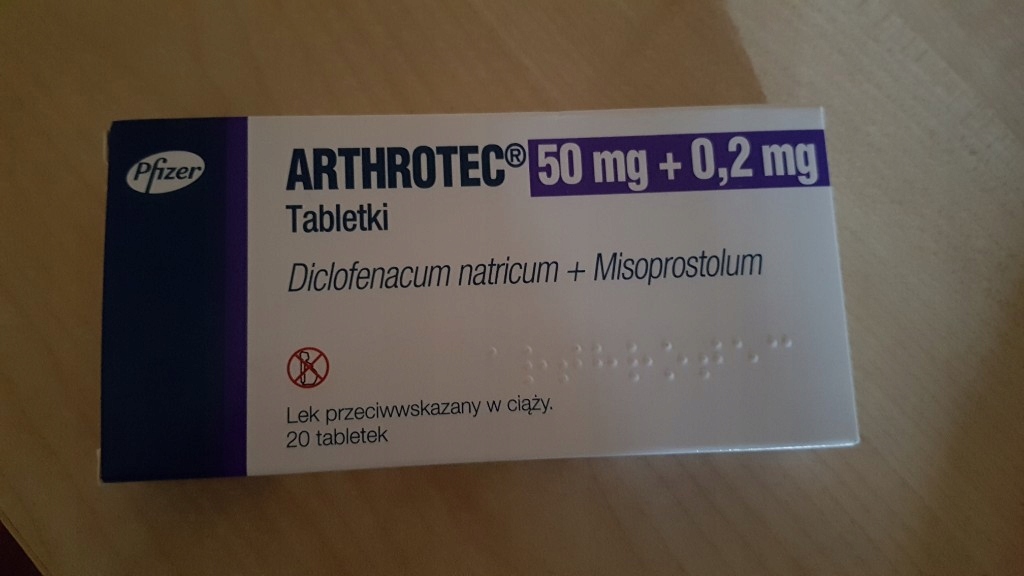 Pfizer
ARTHROTEC® 50 mg + 0,2 mg
Tabletki
Diclofenacum natricum + Misoprostolum
Lek przeciwwskazany w ciąży.
20 tabletek